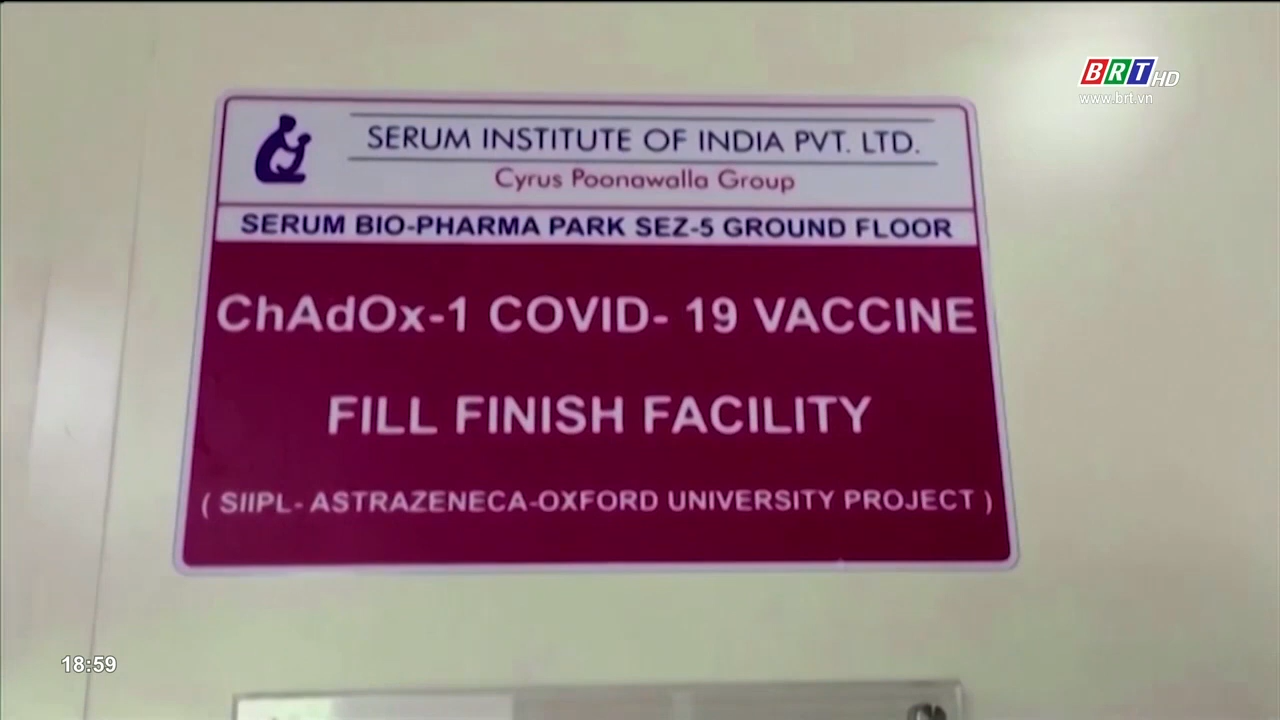 BRT HD
www.brt.vn
SERUM INSTITUTE OF INDIA PVT. LTD.
Cyrus Poonawalla Group
SERUM BIO-PHARMA PARK SEZ-5 GROUND FLOOR
ChAdOx-1 COVID- 19 VACCINE
FILL FINISH FACILITY
( SIIPL- ASTRAZENECA-OXFORD UNIVERSITY PROJECT )
18:59